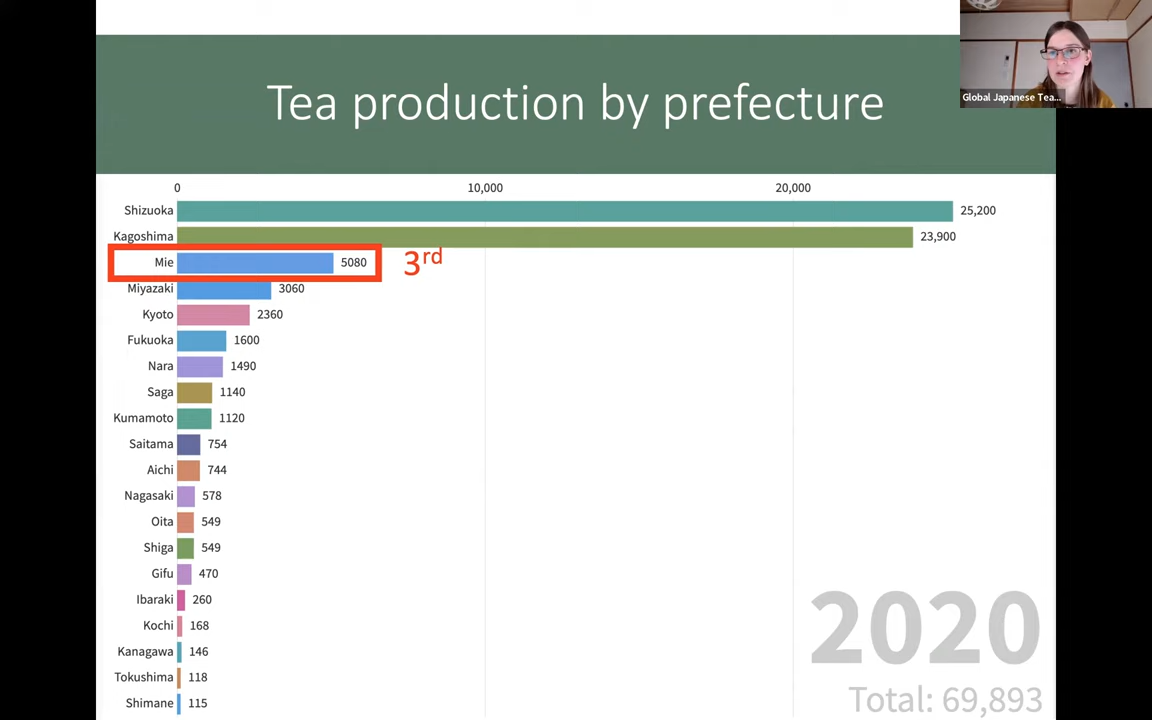 Tea production by prefecture
Global Japanese Tea...
0 10,000 20,000
Shizuoka 25,200
Kagoshima 23,900
Mie 5080 3rd
Miyazaki 3060
Kyoto 2360
Fukuoka 1600
Nara 1490
Saga 1140
Kumamoto 1120
Saitama 754
Aichi 744
Nagasaki 578
Oita 549
Shiga 549
Gifu 470
Ibaraki 260
Kochi 168
Kanagawa 146
Tokushima 118
Shimane 115
2020
Total: 69,893